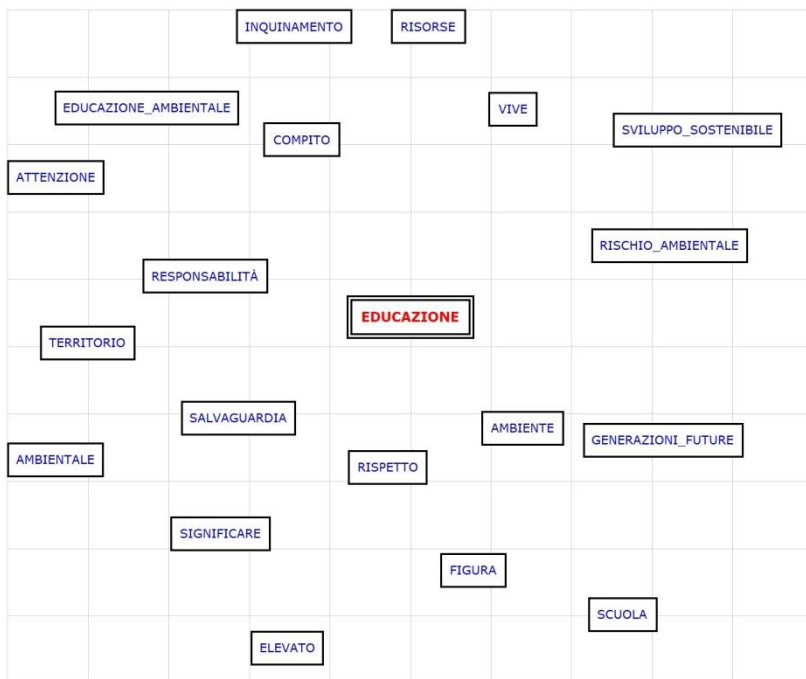 INQUINAMENTO
RISORSE
EDUCAZIONE_AMBIENTALE
VIVE
SVILUPPO_SOSTENIBILE
COMPITO
ATTENZIONE
RISCHIO_AMBIENTALE
RESPONSABILITÀ
EDUCAZIONE
TERRITORIO
SALVAGUARDIA
AMBIENTE
GENERAZIONI_FUTURE
AMBIENTALE
RISPETTO
SIGNIFICARE
FIGURA
SCUOLA
ELEVATO